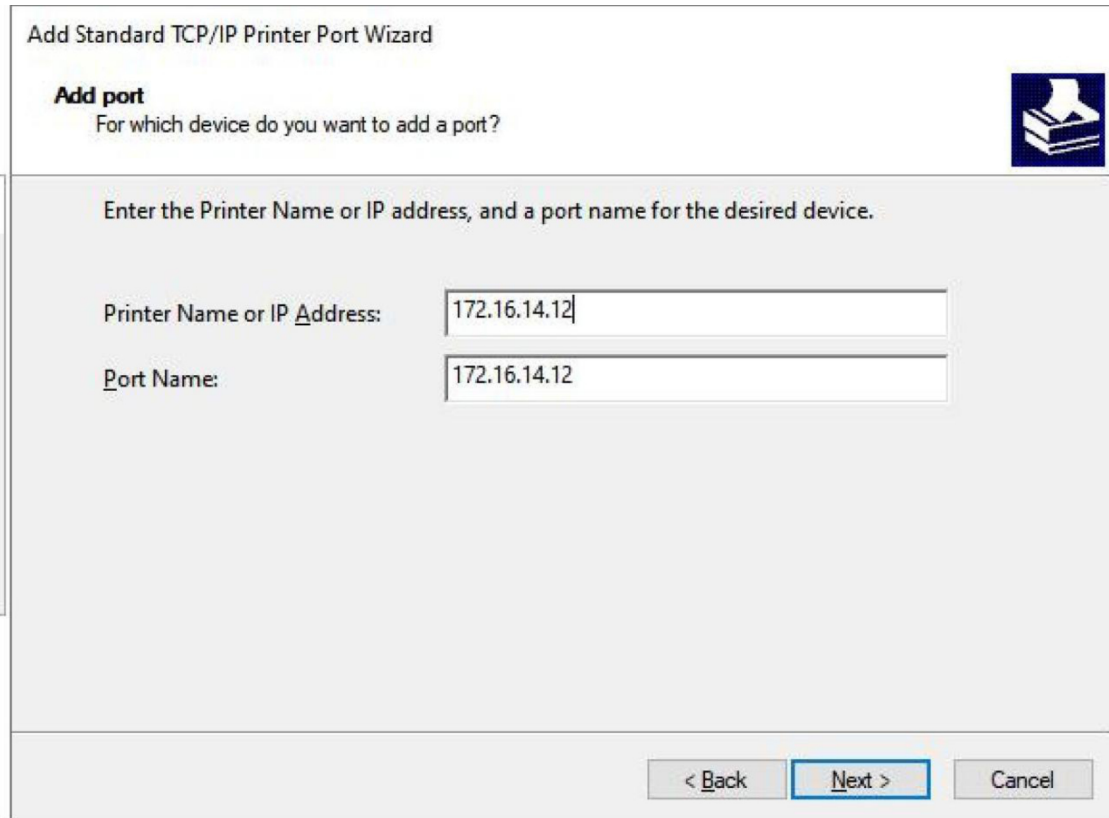 Add Standard TCP/IP Printer Port Wizard
Add port
For which device do you want to add a port?
Enter the Printer Name or IP address, and a port name for the desired device.
Printer Name or IP Address: 172.16.14.12
Port Name: 172.16.14.12
< Back Next > Cancel